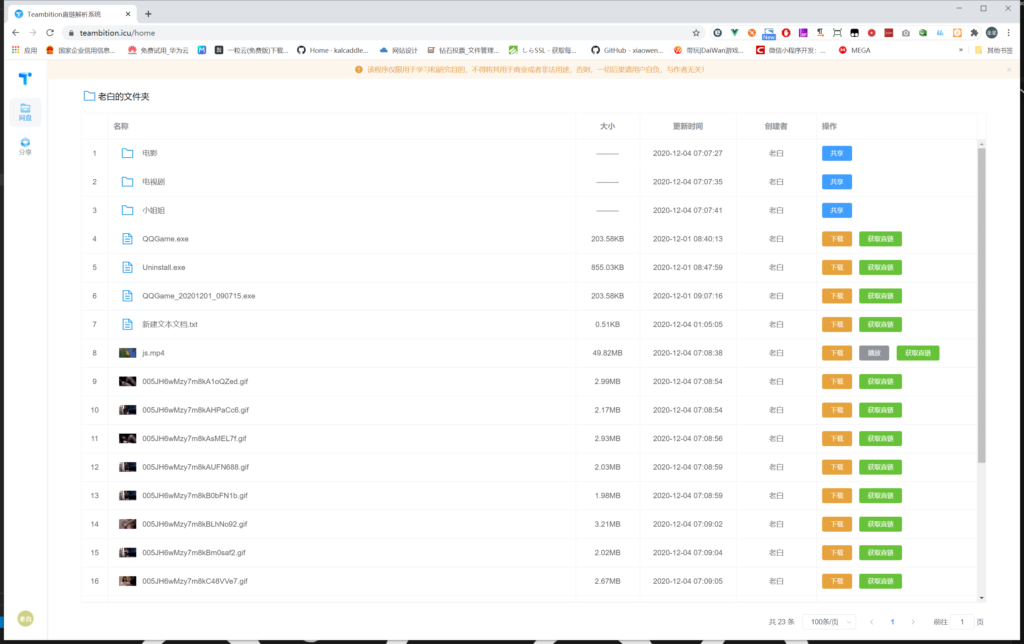 Teambition直链解析系统
teambition.icu/home
应用
国家企业信用信息...
免费试用_华为云
一粒云(免费版)下载...
Home · kalcaddle...
网站设计
钻石投盘_文件管理...
しらSSL - 获取每...
GitHub · xiaowen...
带玩|DaiWan游戏...
微信小程序开发: ...
MEGA
其他书签
New
该程序仅限用于学习和研究目的，不得将其用于商业或者非法用途，否则，一切后果请用户自负，与作者无关！
网盘
分享
老白的文件夹
名称 大小 更新时间 创建者 操作
1 电影 ——— 2020-12-04 07:07:27 老白 共享
2 电视剧 ——— 2020-12-04 07:07:35 老白 共享
3 小姐姐 ——— 2020-12-04 07:07:41 老白 共享
4 QQGame.exe 203.58KB 2020-12-01 08:40:13 老白 下载 获取直链
5 Uninstall.exe 855.03KB 2020-12-01 08:47:59 老白 下载 获取直链
6 QQGame_20201201_090715.exe 203.58KB 2020-12-01 09:07:16 老白 下载 获取直链
7 新建文本文档.txt 0.51KB 2020-12-04 01:05:05 老白 下载 获取直链
8 js.mp4 49.82MB 2020-12-04 07:08:38 老白 下载 播放 获取直链
9 005JH6wMzy7m8kA1oQZed.gif 2.99MB 2020-12-04 07:08:54 老白 下载 获取直链
10 005JH6wMzy7m8kAHPaCc6.gif 2.17MB 2020-12-04 07:08:54 老白 下载 获取直链
11 005JH6wMzy7m8kAsMEL7f.gif 2.93MB 2020-12-04 07:08:56 老白 下载 获取直链
12 005JH6wMzy7m8kAUFN688.gif 2.03MB 2020-12-04 07:08:59 老白 下载 获取直链
13 005JH6wMzy7m8kB0bFN1b.gif 1.98MB 2020-12-04 07:08:59 老白 下载 获取直链
14 005JH6wMzy7m8kBLhNo92.gif 3.21MB 2020-12-04 07:09:02 老白 下载 获取直链
15 005JH6wMzy7m8kBm0saf2.gif 2.02MB 2020-12-04 07:09:04 老白 下载 获取直链
16 005JH6wMzy7m8kC48VVe7.gif 2.67MB 2020-12-04 07:09:05 老白 下载 获取直链
老白
共 23 条 100条/页 1 前往 1 页